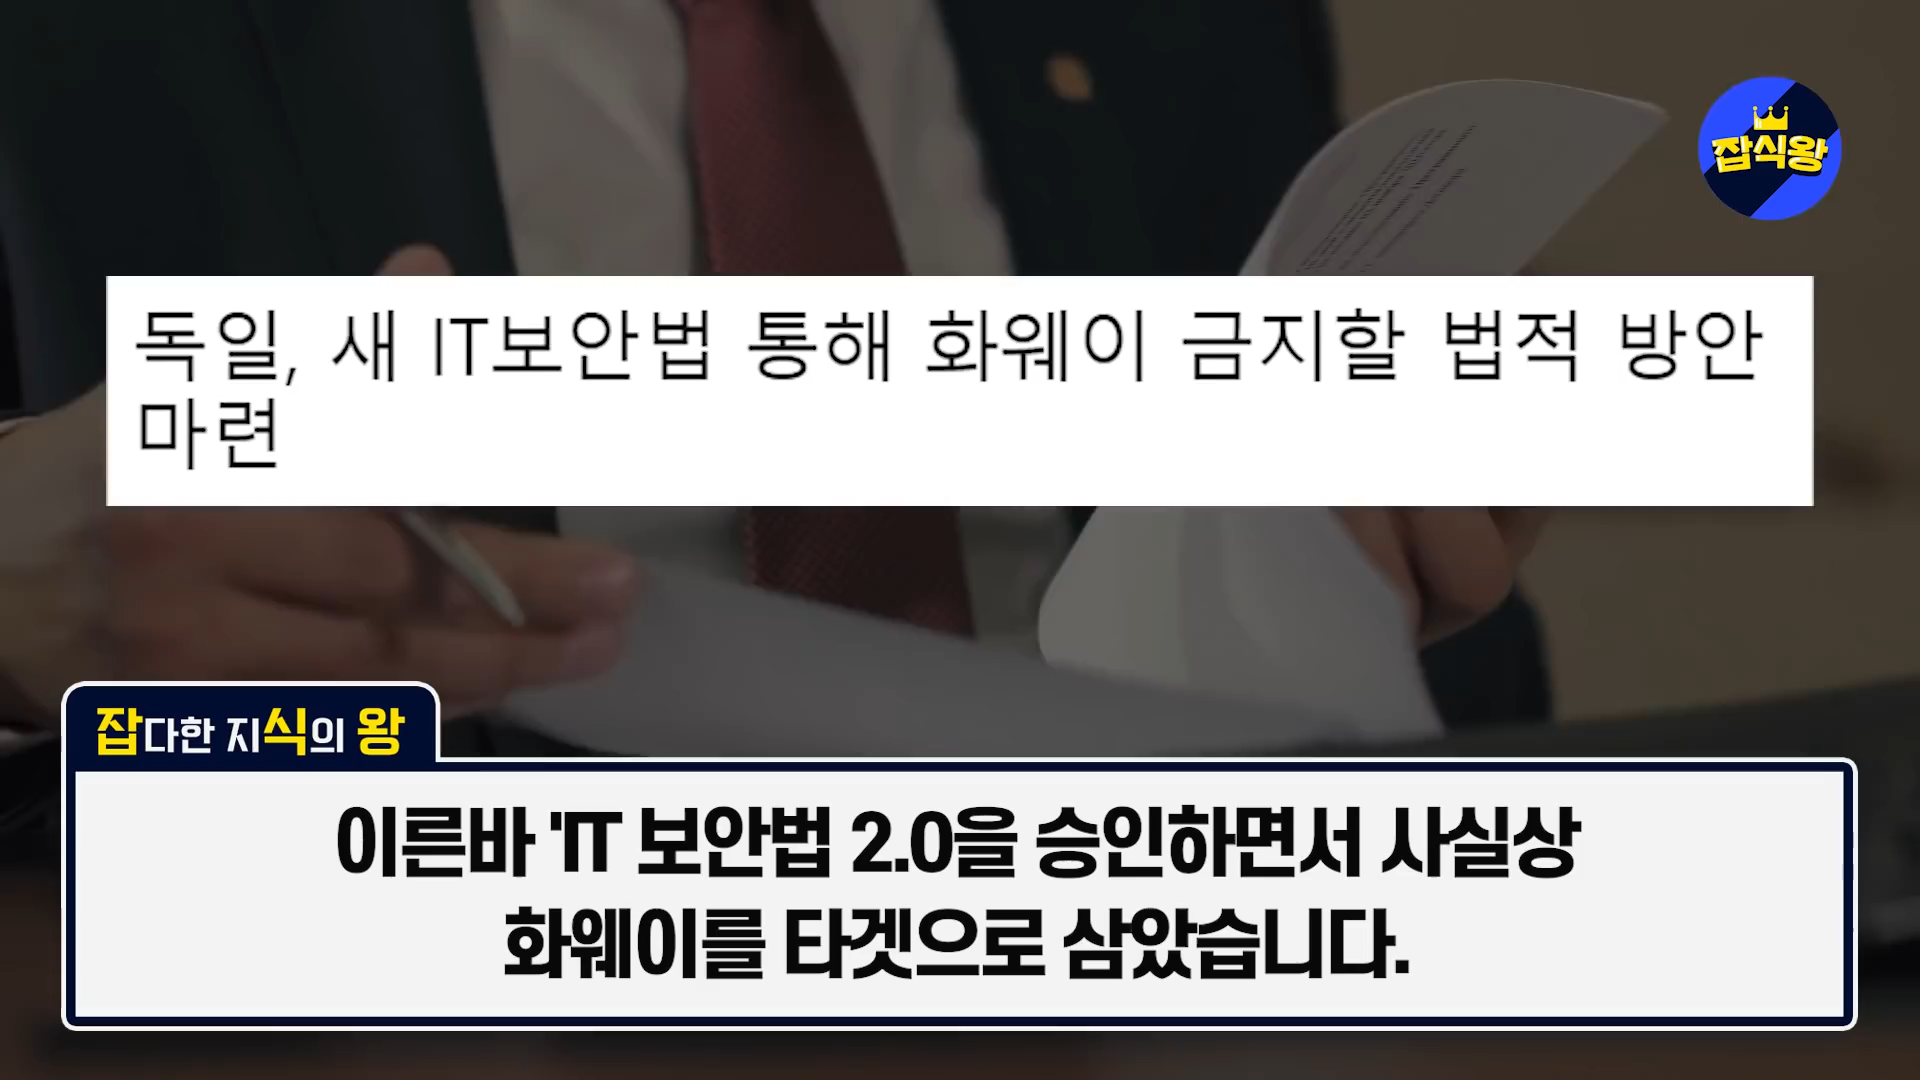 잡식왕
독일, 새 IT보안법 통해 화웨이 금지할 법적 방안
마련
잡다한 지식의 왕
이른바 'IT 보안법 2.0을 승인하면서 사실상
화웨이를 타겟으로 삼았습니다.